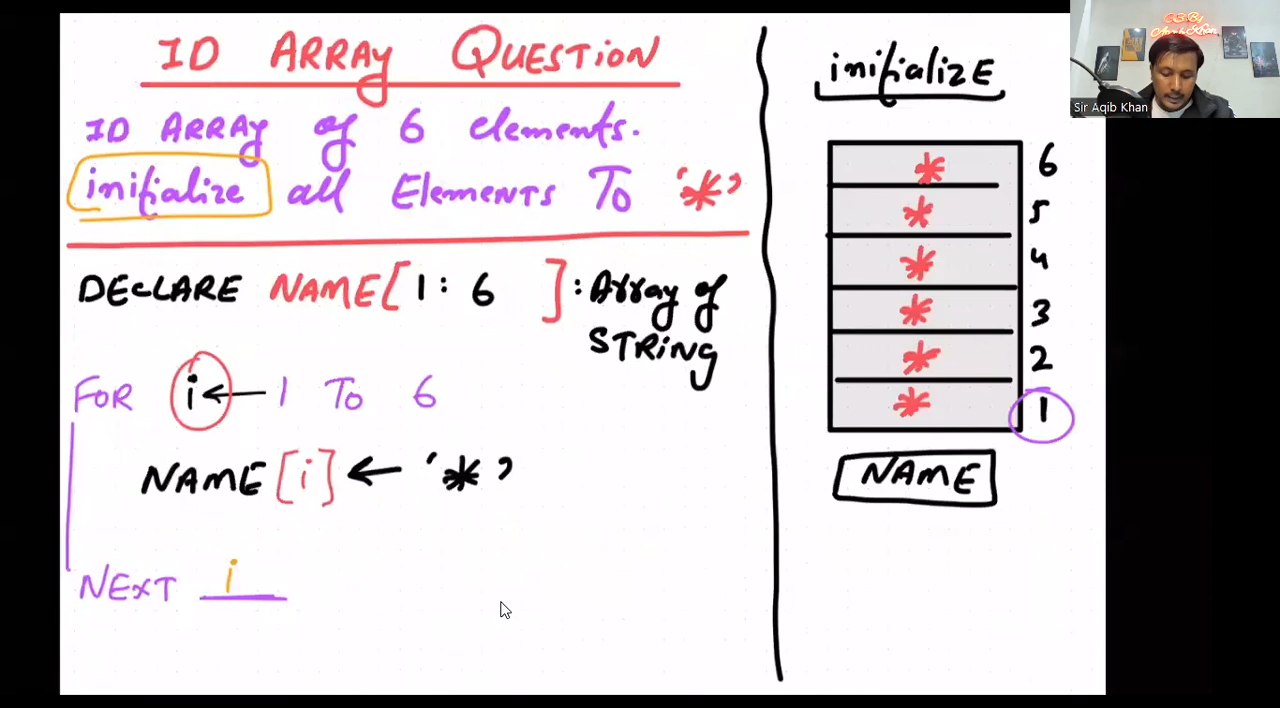 1D ARRAY QUESTION
1D ARRAY of 6 elements.
initialize all ElemeNTS To '*'
DECLARE NAME[1: 6 ]: Array of
STRING
FOR i ← 1 To 6
NAME [i] ← '*'
NEXT i
initializE
* 6
* 5
* 4
* 3
* 2
* 1
NAME
Sir Aqib Khan